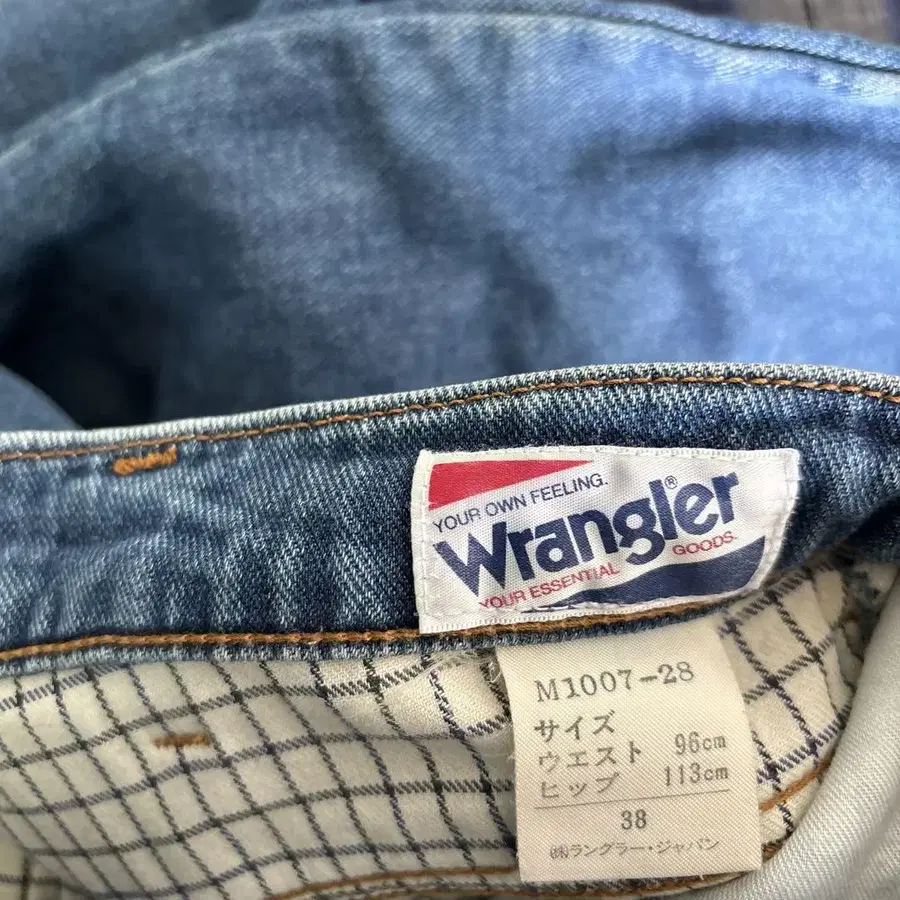 YOUR OWN FEELING.
Wrangler®
YOUR ESSENTIAL GOODS.
M1007-28
サイズ
ウエスト 96cm
ヒップ 113cm
38
㈱ラングラー・ジャパン